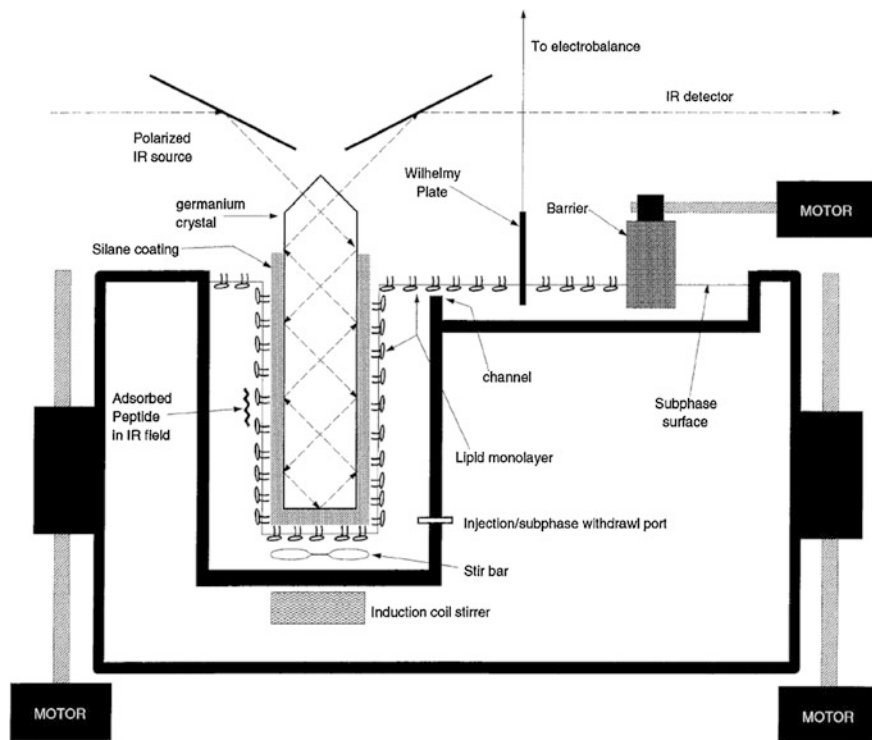 To electrobalance
IR detector
Polarized
IR source
Wilhelmy
Plate
Barrier
MOTOR
germanium
crystal
Silane coating
channel
Adsorbed
Peptide
in IR field
Subphase
surface
Lipid monolayer
Injection/subphase withdrawl port
Stir bar
Induction coil stirrer
MOTOR
MOTOR